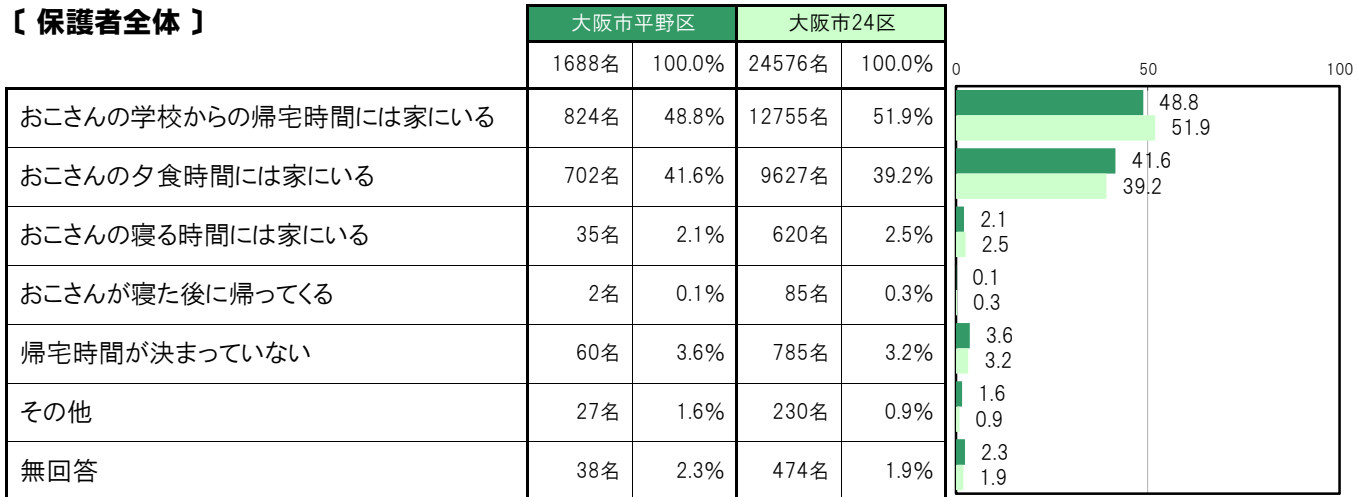 〔 保護者全体 〕
大阪市平野区 大阪市24区
1688名 100.0% 24576名 100.0%
0 50 100
おこさんの学校からの帰宅時間には家にいる 824名 48.8% 12755名 51.9%
48.8
51.9
おこさんの夕食時間には家にいる 702名 41.6% 9627名 39.2%
41.6
39.2
おこさんの寝る時間には家にいる 35名 2.1% 620名 2.5%
2.1
2.5
おこさんが寝た後に帰ってくる 2名 0.1% 85名 0.3%
0.1
0.3
帰宅時間が決まっていない 60名 3.6% 785名 3.2%
3.6
3.2
その他 27名 1.6% 230名 0.9%
1.6
0.9
無回答 38名 2.3% 474名 1.9%
2.3
1.9